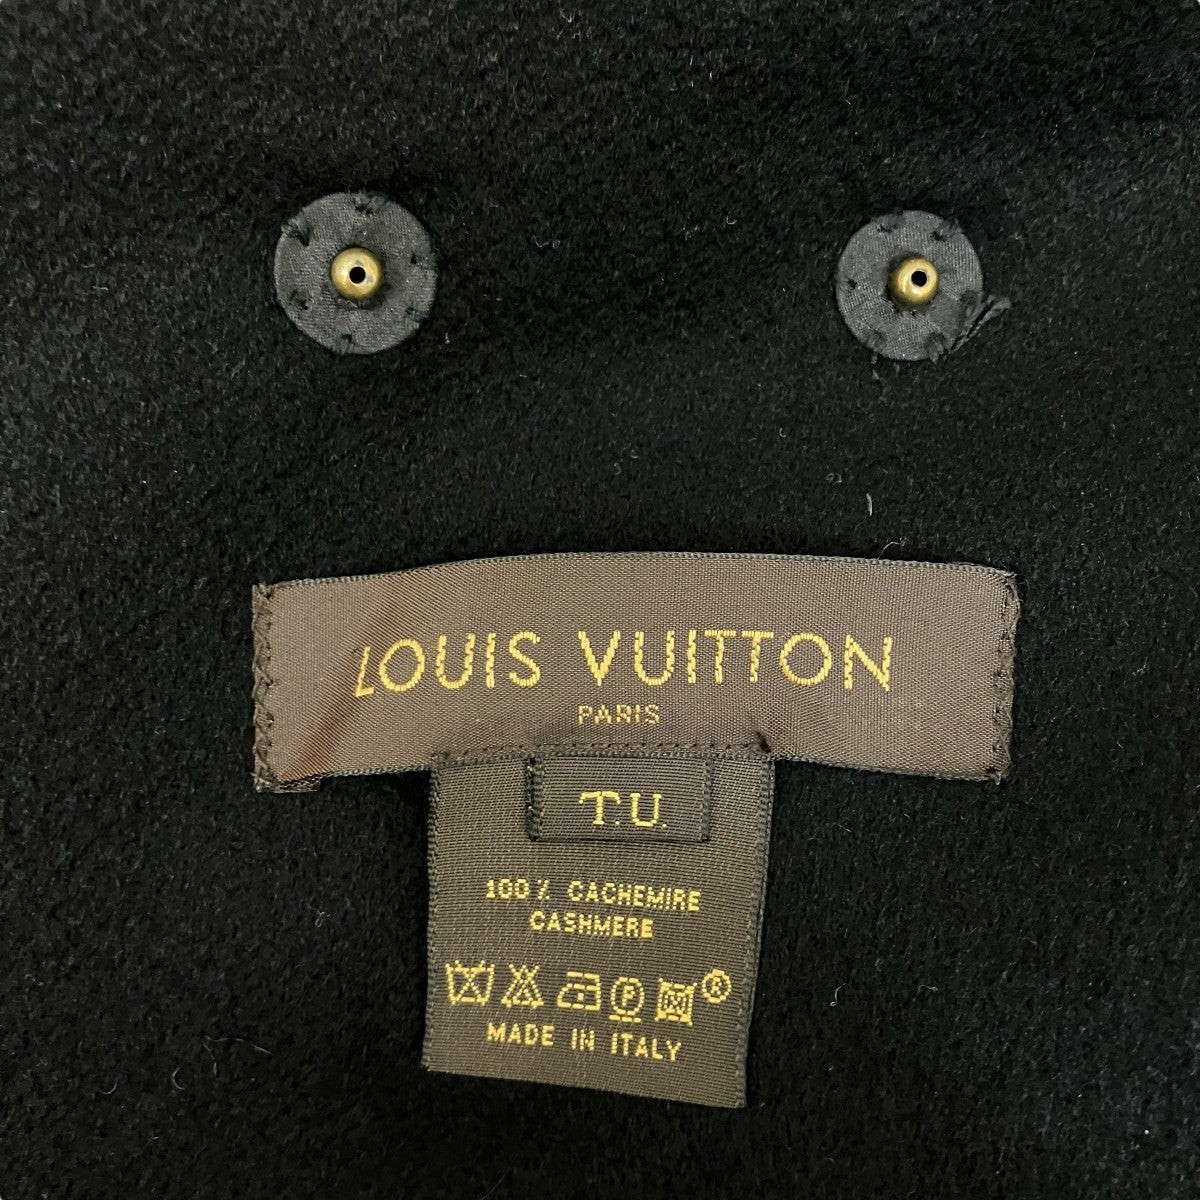 LOUIS VUITTON
PARIS
T.U.
100% CACHEMIRE
CASHMERE
P ®
MADE IN ITALY